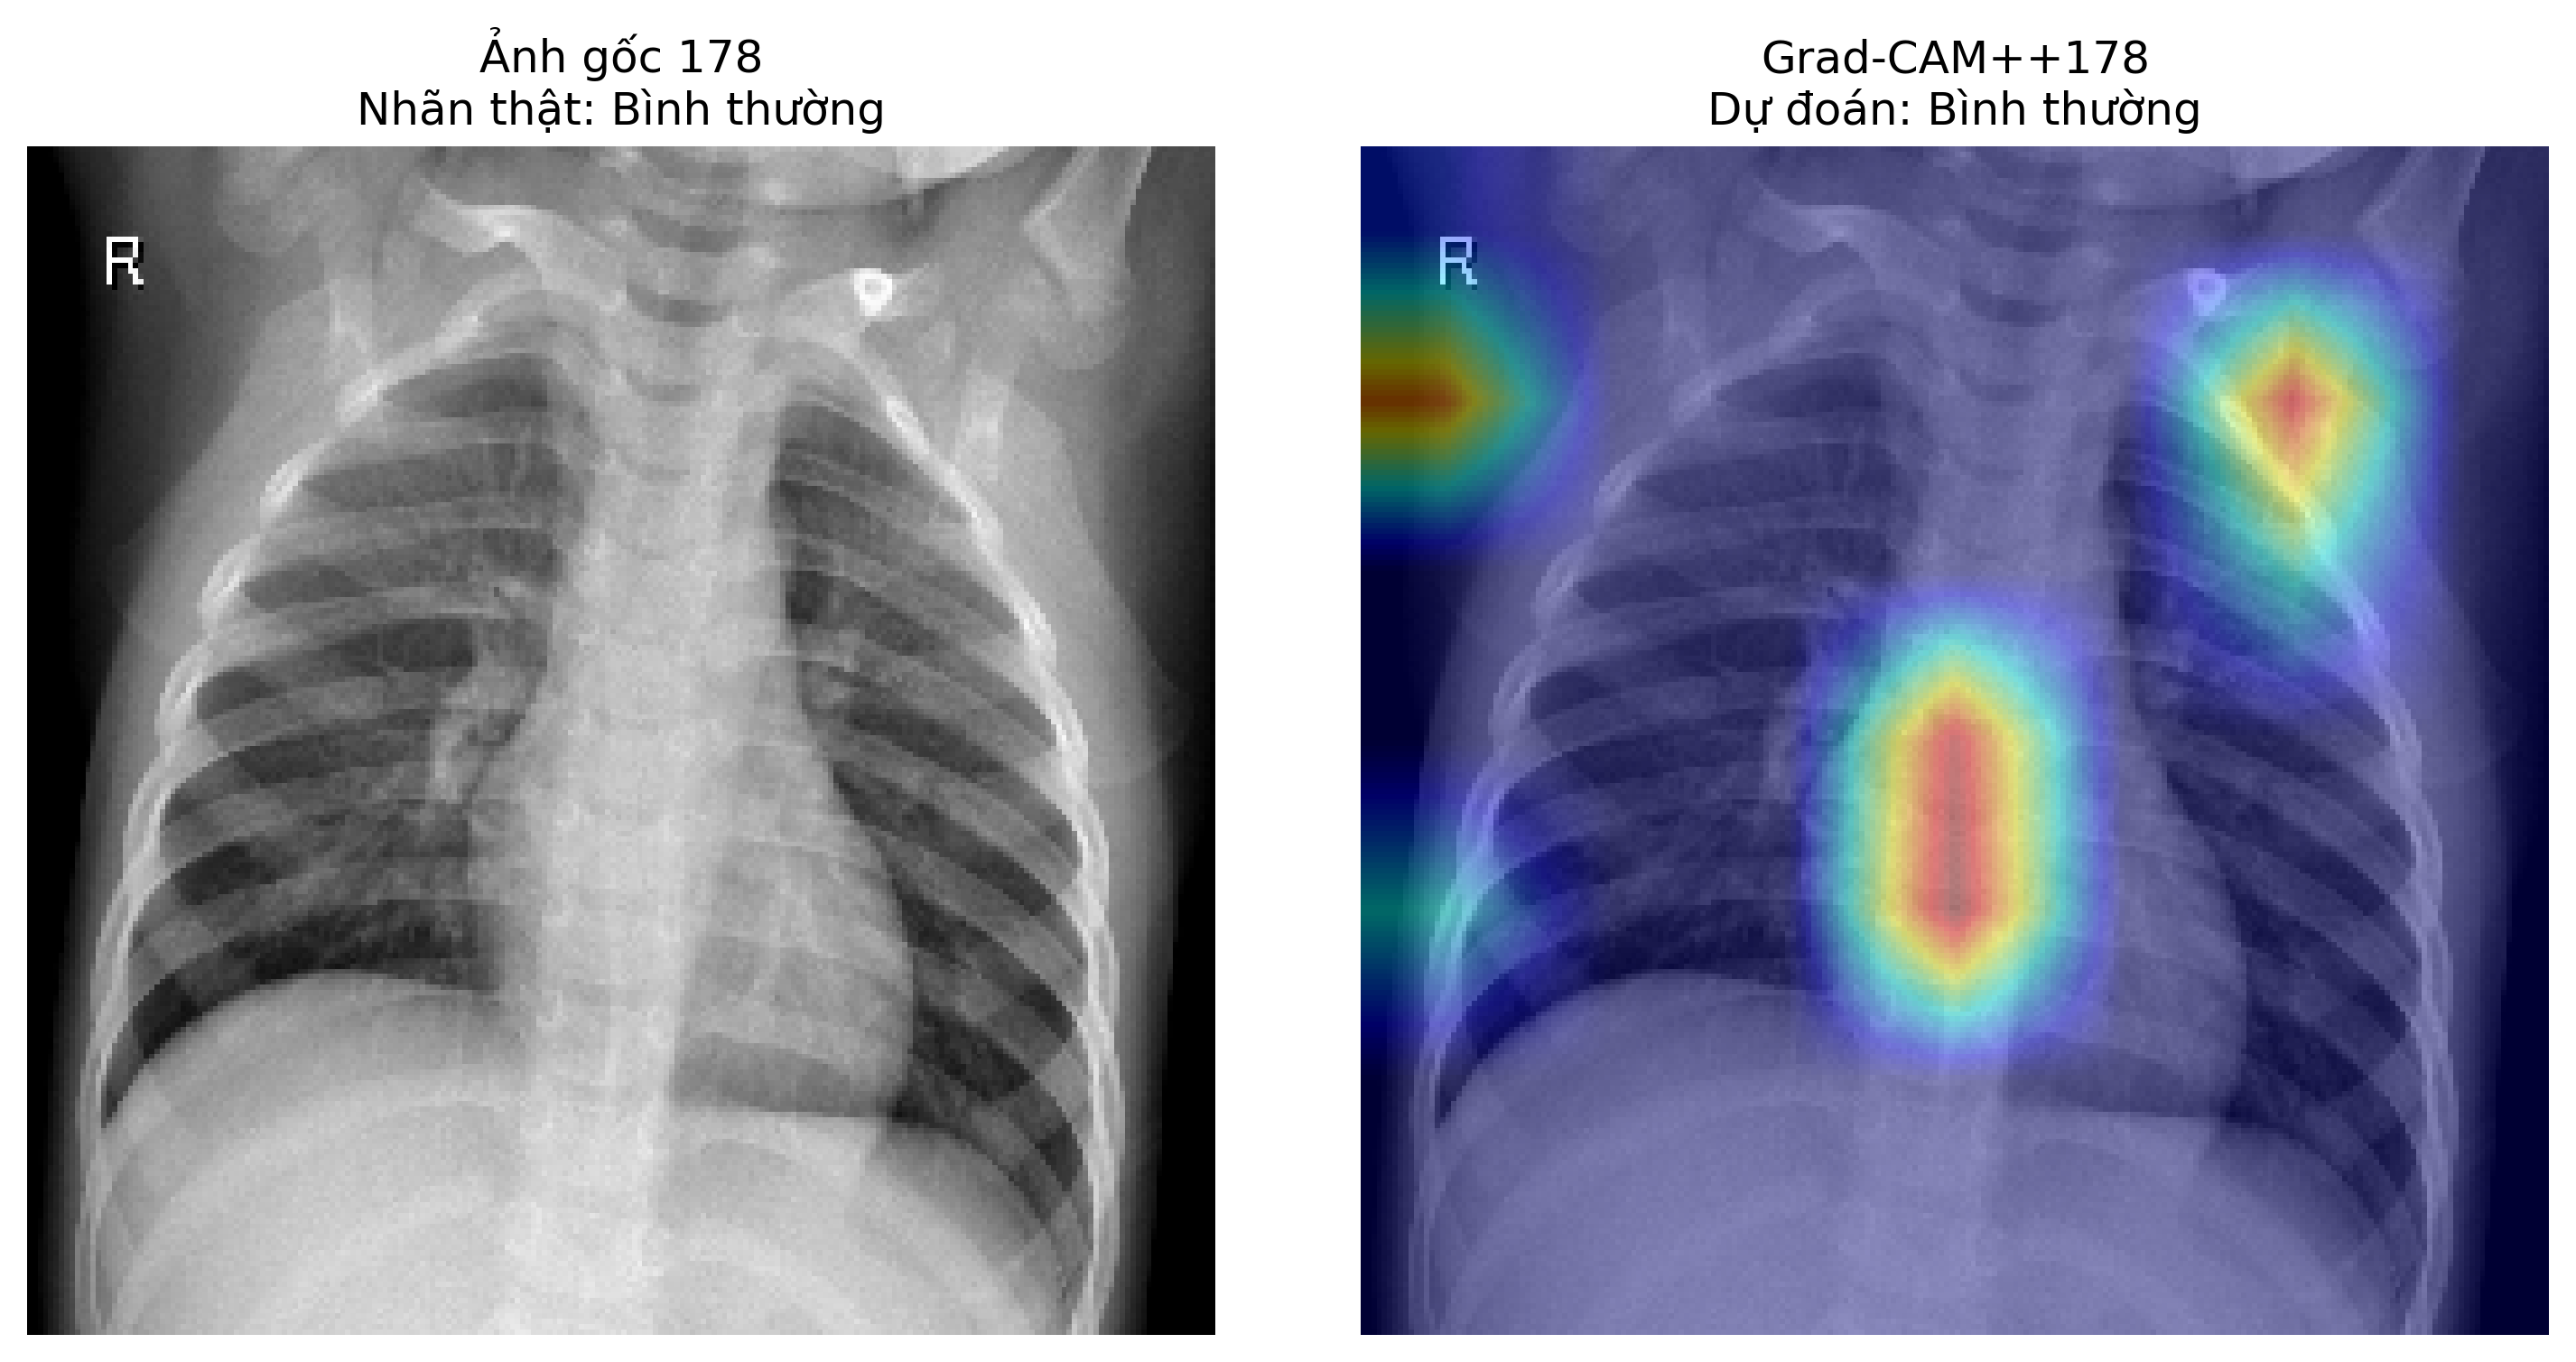 Ảnh gốc 178
Nhãn thật: Bình thường
Grad-CAM++178
Dự đoán: Bình thường
R
R